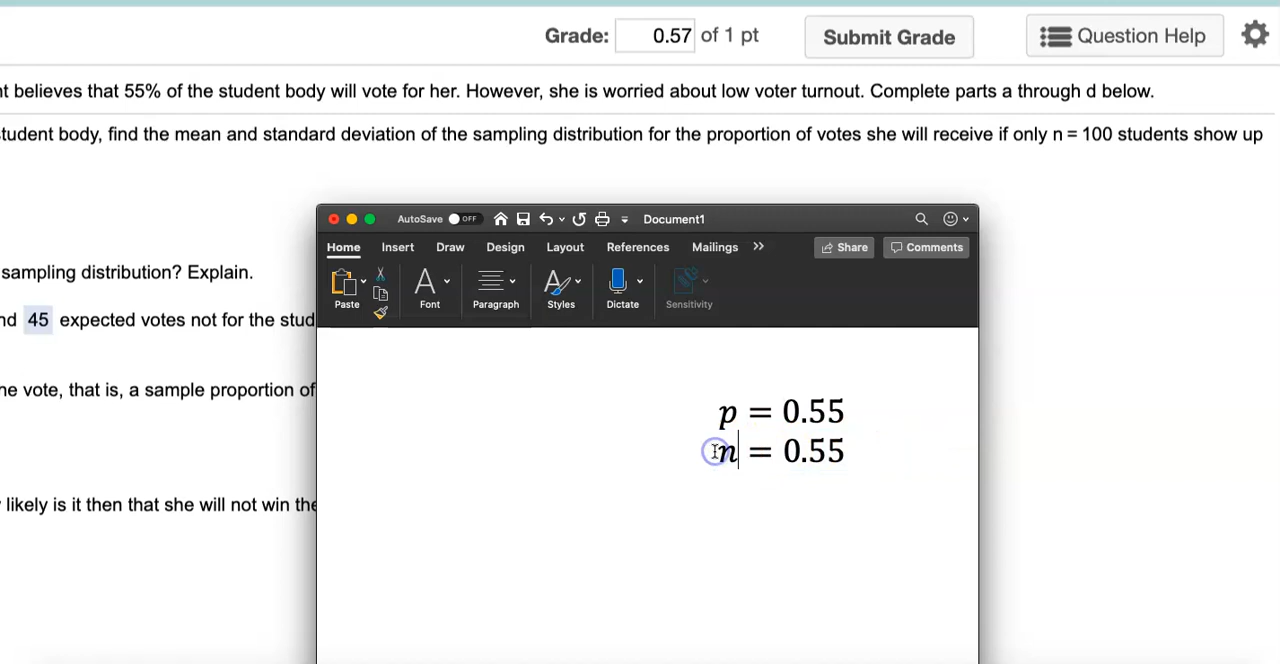 Grade: 0.57 of 1 pt Submit Grade Question Help
nt believes that 55% of the student body will vote for her. However, she is worried about low voter turnout. Complete parts a through d below.
student body, find the mean and standard deviation of the sampling distribution for the proportion of votes she will receive if only n = 100 students show up
AutoSave OFF Document1
Home Insert Draw Design Layout References Mailings >> Share Comments
sampling distribution? Explain.
Paste Font Paragraph Styles Dictate Sensitivity
nd 45 expected votes not for the stud
he vote, that is, a sample proportion of
p = 0.55
n = 0.55
likely is it then that she will not win the